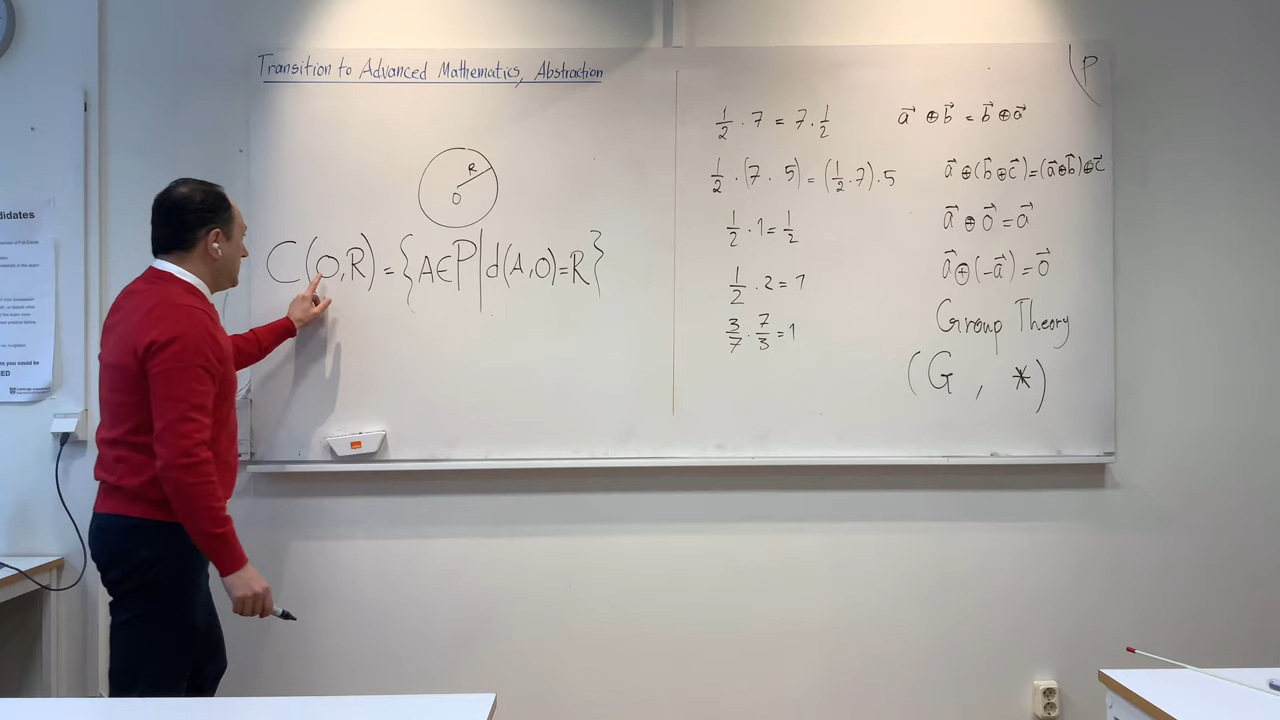 Transition to Advanced Mathematics, Abstraction
R
O
C(O,R) = {A∈P|d(A,O)=R}
1/2 · 7 = 7 · 1/2
1/2 · (7 · 5) = (1/2 · 7) · 5
1/2 · 1 = 1/2
1/2 · 2 = 1
3/7 · 7/3 = 1
a⃗ ⊕ b⃗ = b⃗ ⊕ a⃗
a⃗ ⊕ (b⃗ ⊕ c⃗) = (a⃗ ⊕ b⃗) ⊕ c⃗
a⃗ ⊕ 0⃗ = a⃗
a⃗ ⊕ (-a⃗) = 0⃗
Group Theory
(G , *)
P
didates